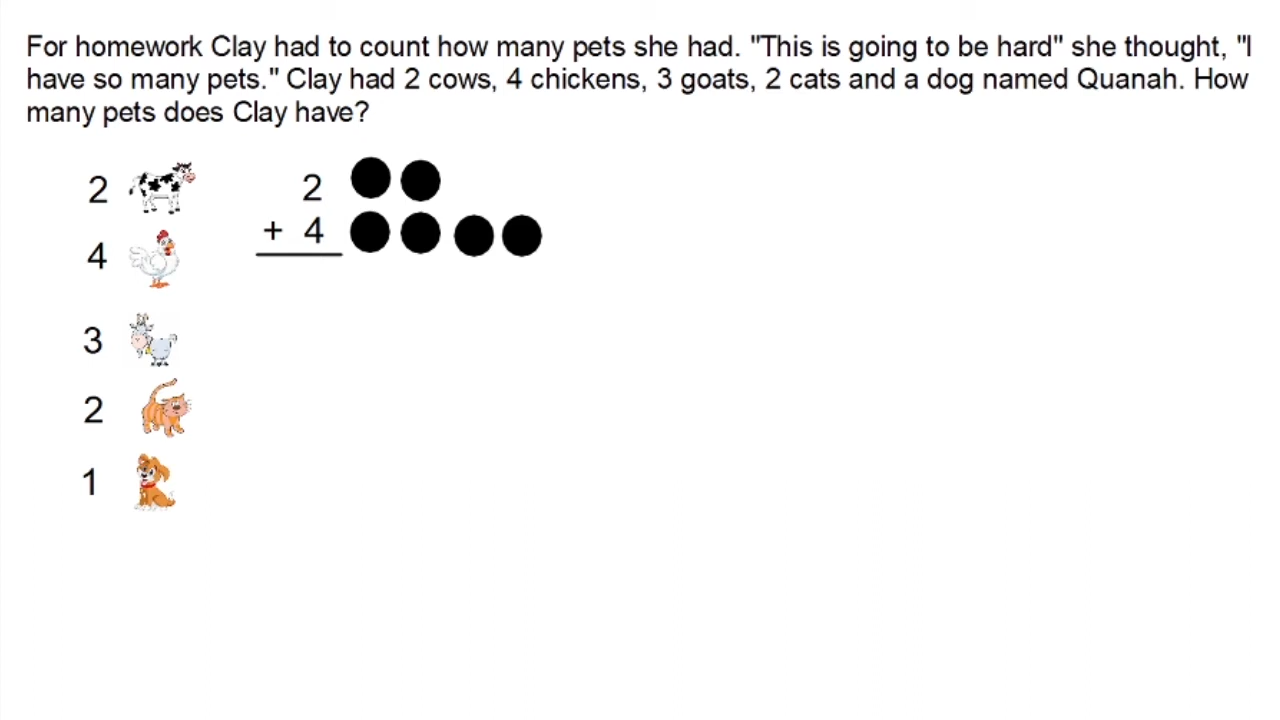 For homework Clay had to count how many pets she had. "This is going to be hard" she thought, "I
have so many pets." Clay had 2 cows, 4 chickens, 3 goats, 2 cats and a dog named Quanah. How
many pets does Clay have?
2
4
3
2
1
2
+ 4